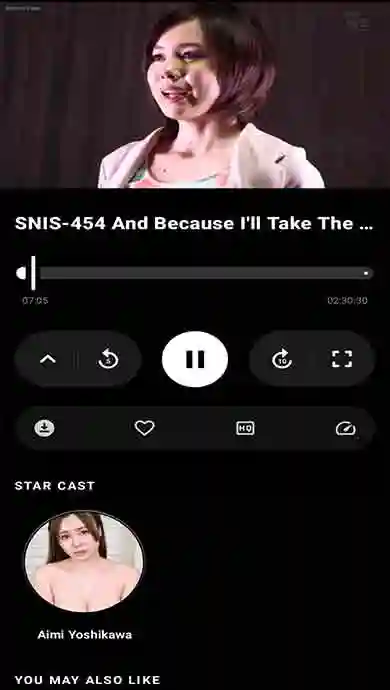 SNIS-454 And Because I'll Take The ...
07:05
02:30:30
5
10
HQ
STAR CAST
Aimi Yoshikawa
YOU MAY ALSO LIKE